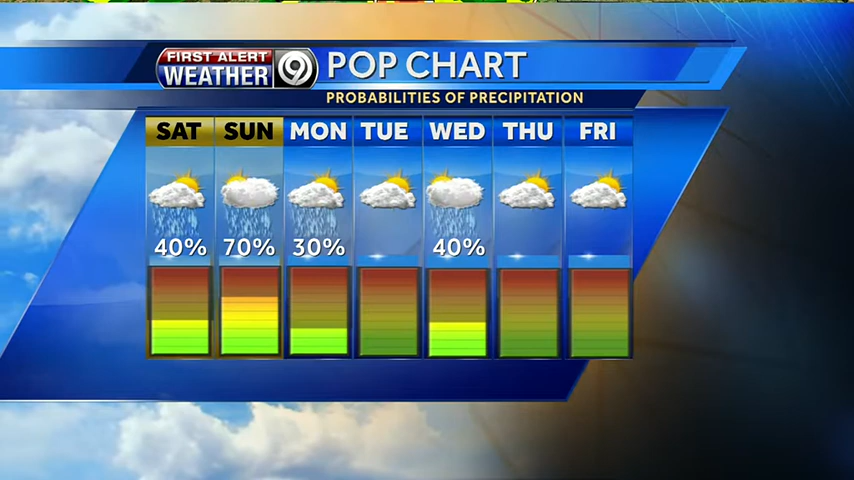 FIRST ALERT
WEATHER 9
POP CHART
PROBABILITIES OF PRECIPITATION
SAT SUN MON TUE WED THU FRI
40% 70% 30% 40%